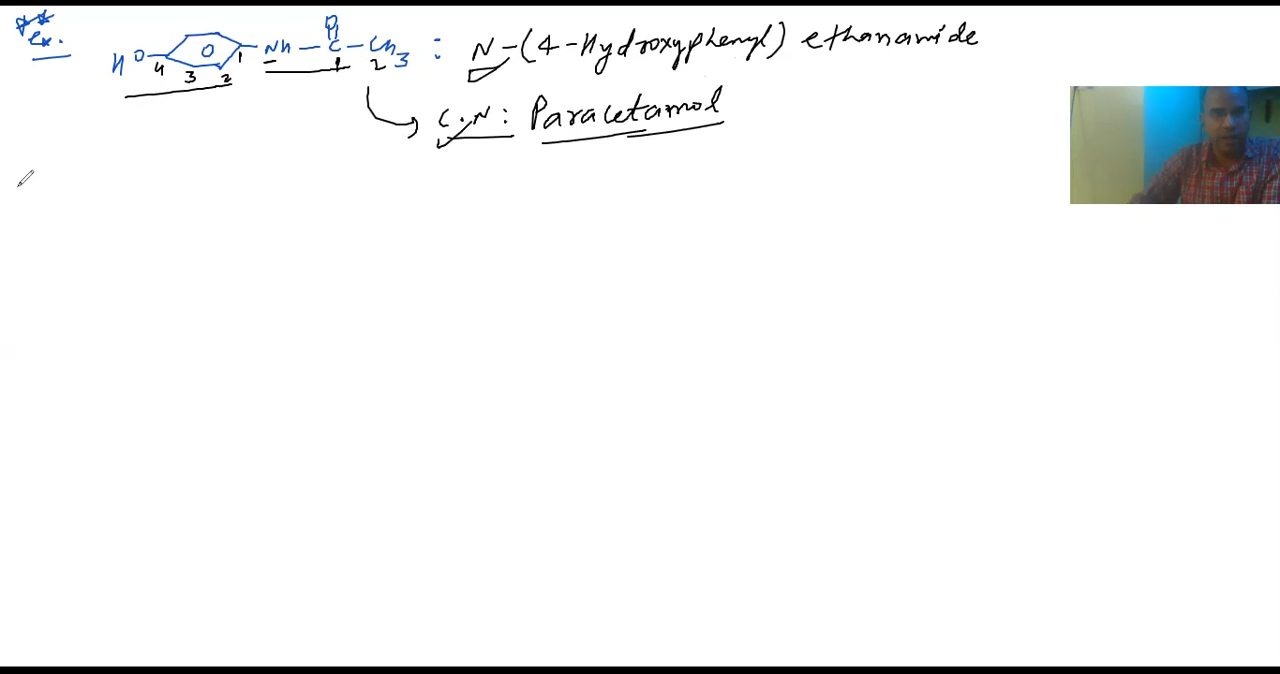 ex. HO 4 3 2 1 NH – C – CH3 : N-(4-Hydroxyphenyl) ethanamide
O 1 2
C.N : Paracetamol